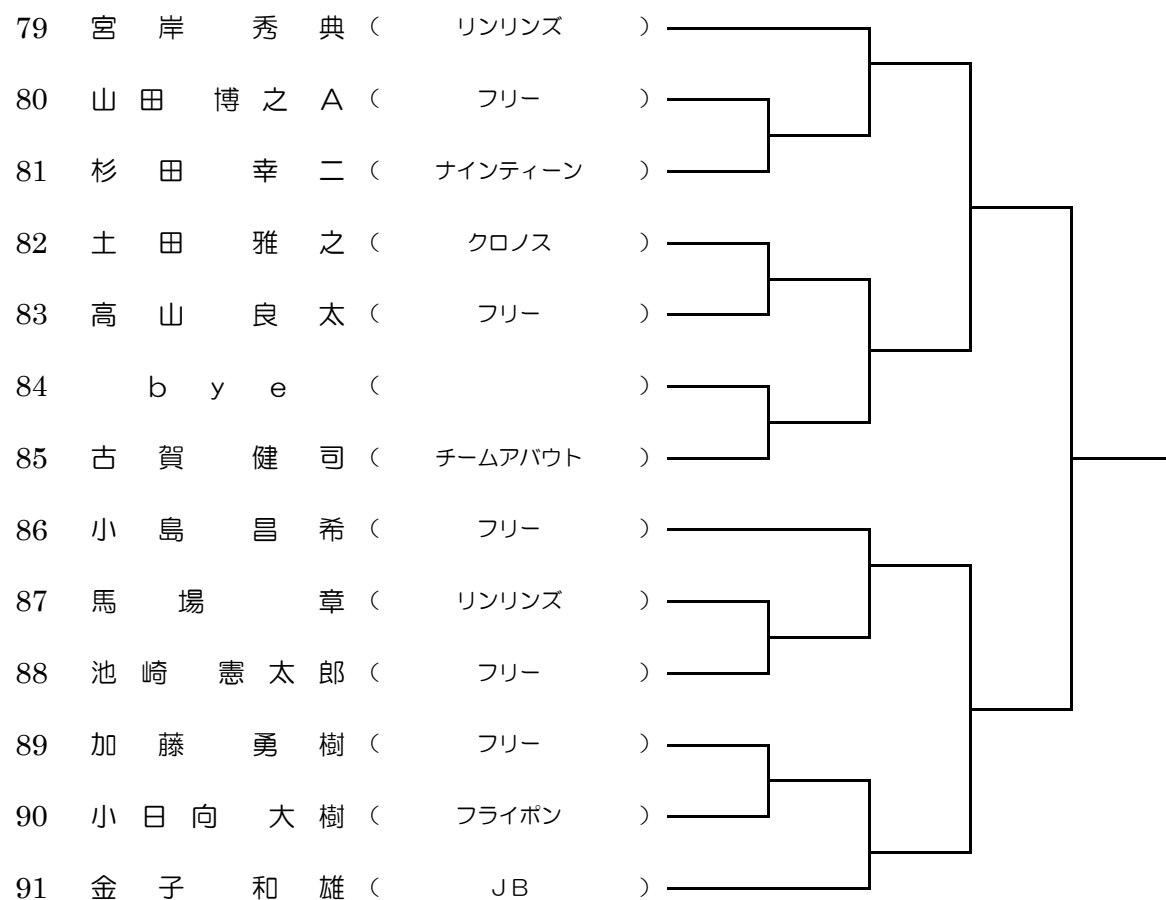 79 宮岸 秀典 ( リンリンズ )
80 山田 博之A ( フリー )
81 杉田 幸二 ( ナインティーン )
82 土田 雅之 ( クロノス )
83 高山 良太 ( フリー )
84 bye ( )
85 古賀 健司 ( チームアバウト )
86 小島 昌希 ( フリー )
87 馬場 章 ( リンリンズ )
88 池崎 憲太郎 ( フリー )
89 加藤 勇樹 ( フリー )
90 小日向 大樹 ( フライポン )
91 金子 和雄 ( JB )